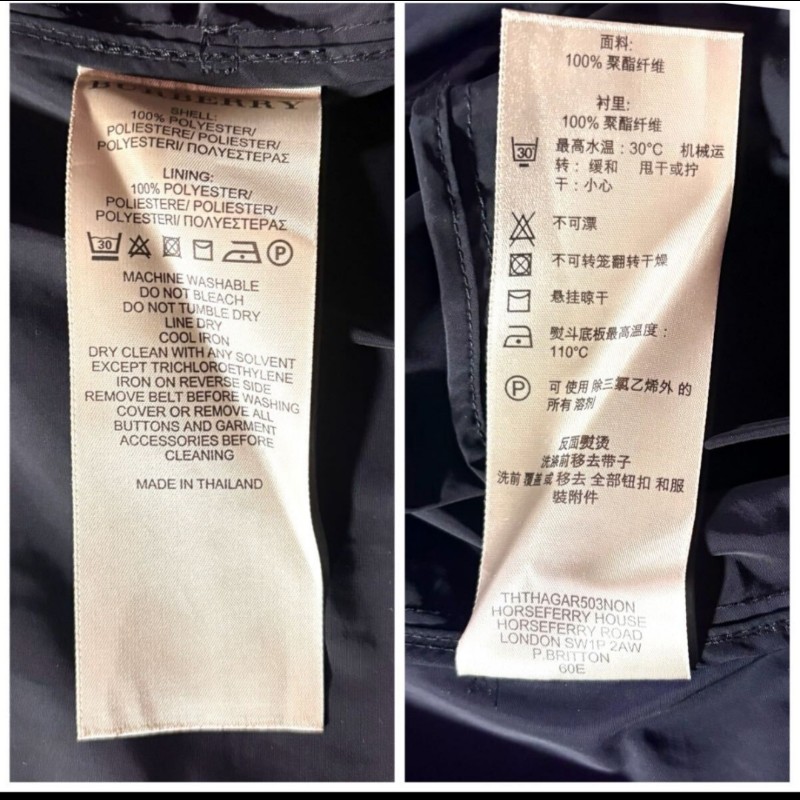 BURBERRY
SHELL:
100% POLYESTER/
POLIESTERE/ POLIESTER/
POLYESTERI/ ΠΟΛΥΕΣΤΕΡΑΣ
LINING:
100% POLYESTER/
POLIESTERE/ POLIESTER/
POLYESTERI/ ΠΟΛΥΕΣΤΕΡΑΣ
30 P
MACHINE WASHABLE
DO NOT BLEACH
DO NOT TUMBLE DRY
LINE DRY
COOL IRON
DRY CLEAN WITH ANY SOLVENT
EXCEPT TRICHLOROETHYLENE
IRON ON REVERSE SIDE
REMOVE BELT BEFORE WASHING
COVER OR REMOVE ALL
BUTTONS AND GARMENT
ACCESSORIES BEFORE
CLEANING
MADE IN THAILAND
面料:
100% 聚酯纤维
衬里:
100% 聚酯纤维
30 最高水温：30°C 机械运
转： 缓和 甩干或拧
干：小心
不可漂
不可转笼翻转干燥
悬挂晾干
熨斗底板最高温度：
110°C
P 可 使用 除三氯乙烯外 的
所有 溶剂
反面熨烫
洗涤前移去带子
洗前 覆盖或 移去 全部钮扣 和服
裝附件
THTHAGAR503NON
HORSEFERRY HOUSE
HORSEFERRY ROAD
LONDON SW1P 2AW
P.BRITTON
60E